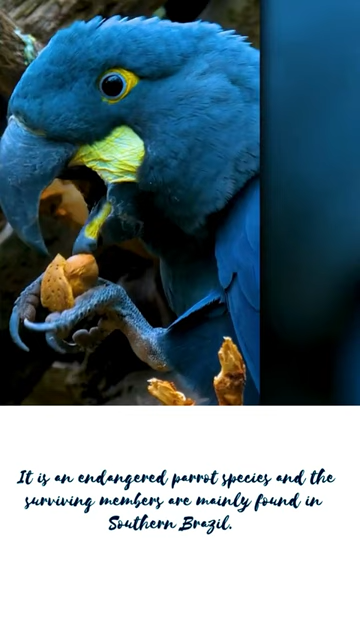 It is an endangered parrot species and the
surviving members are mainly found in
Southern Brazil.